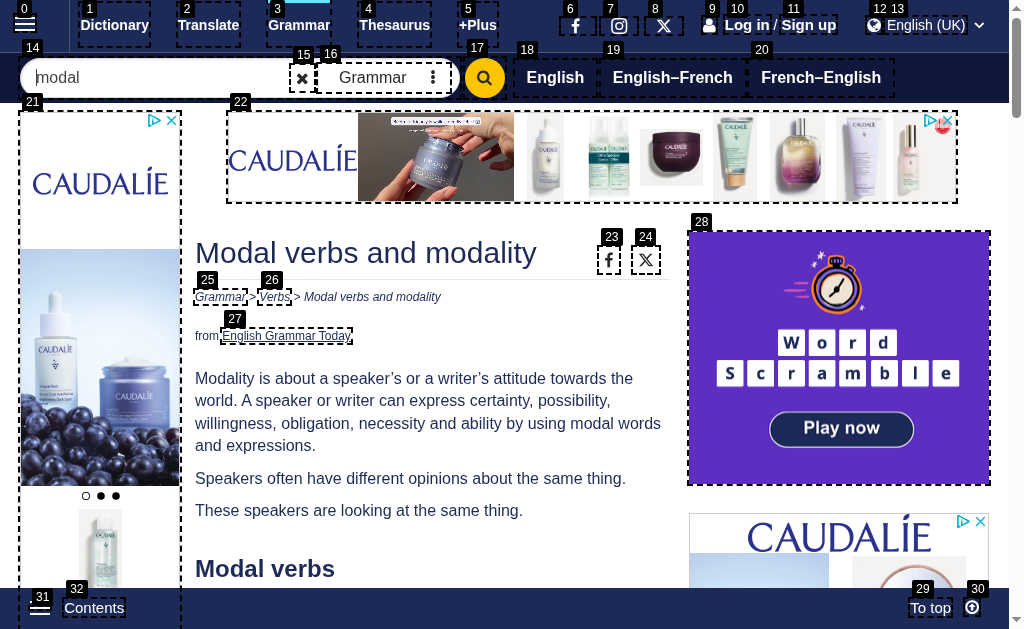 0 1 2 3 4 5 6 7 8 9 10 11 12 13
Dictionary Translate Grammar Thesaurus +Plus Log in / Sign up English (UK)
14 15 16 17 18 19 20
modal Grammar English English–French French–English
21 22
CAUDALÍE
CAUDALÍE
23 24 28
Modal verbs and modality
25 26
Grammar > Verbs > Modal verbs and modality
27
from English Grammar Today
Word
Scramble
Play now
Modality is about a speaker’s or a writer’s attitude towards the
world. A speaker or writer can express certainty, possibility,
willingness, obligation, necessity and ability by using modal words
and expressions.
Speakers often have different opinions about the same thing.
These speakers are looking at the same thing.
CAUDALÍE
Modal verbs
31 32 29 30
Contents To top